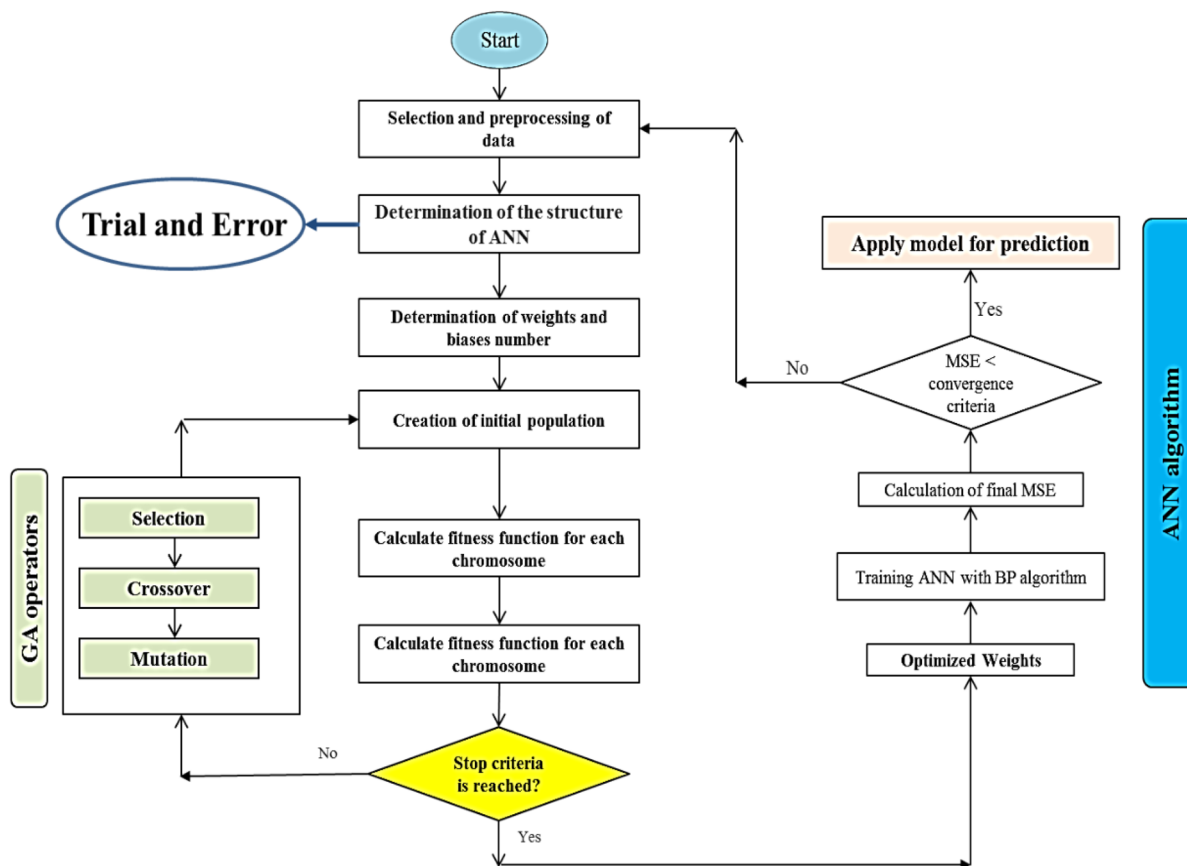 Start
Selection and preprocessing of
data
Trial and Error
Determination of the structure
of ANN
Determination of weights and
biases number
Creation of initial population
GA operators
Selection
Crossover
Mutation
Calculate fitness function for each
chromosome
Calculate fitness function for each
chromosome
No
Stop criteria
is reached?
Yes
Apply model for prediction
Yes
No
MSE <
convergence
criteria
Calculation of final MSE
Training ANN with BP algorithm
Optimized Weights
ANN algorithm